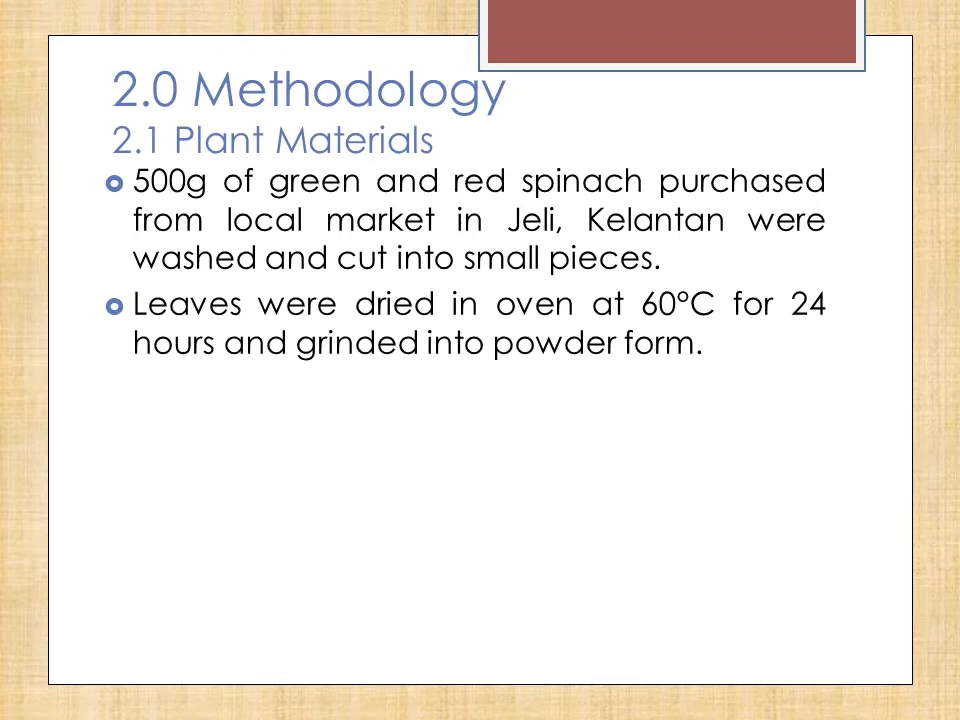 2.0 Methodology
2.1 Plant Materials
500g of green and red spinach purchased
from local market in Jeli, Kelantan were
washed and cut into small pieces.
Leaves were dried in oven at 60°C for 24
hours and grinded into powder form.